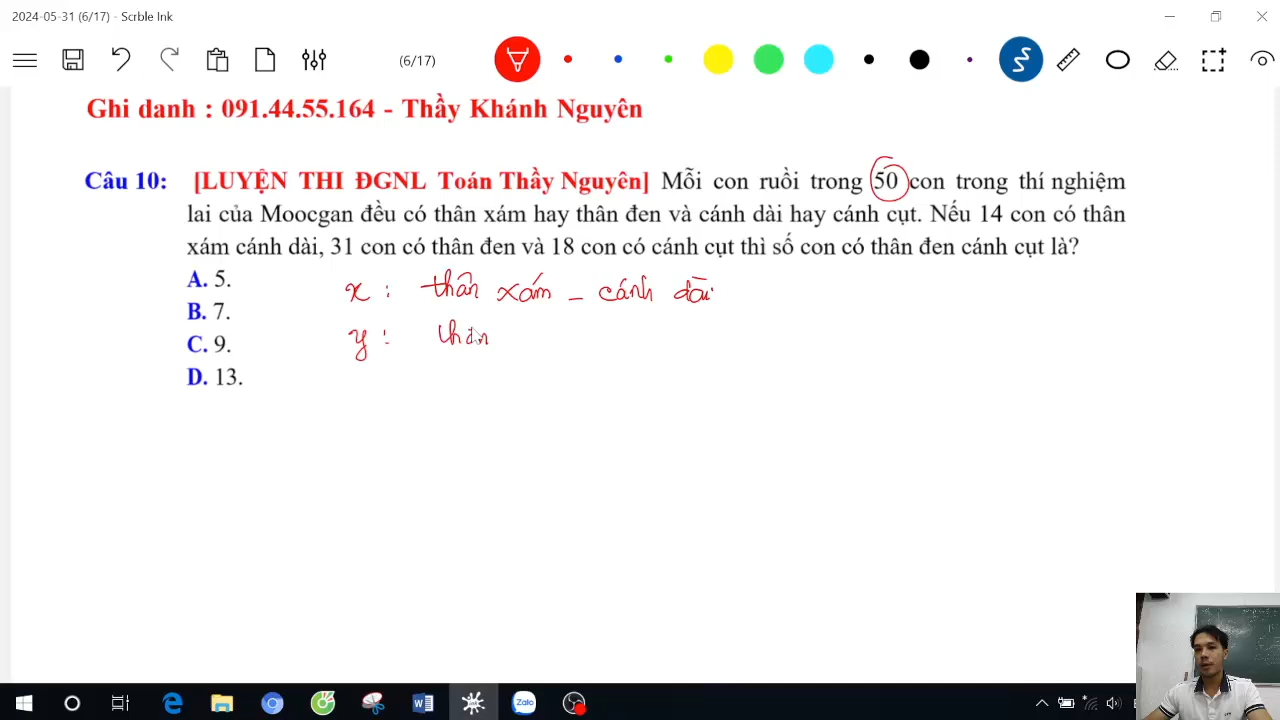 2024-05-31 (6/17) - Scrble Ink
(6/17)
Ghi danh : 091.44.55.164 - Thầy Khánh Nguyên
Câu 10: [LUYỆN THI ĐGNL Toán Thầy Nguyên] Mỗi con ruồi trong 50 con trong thí nghiệm
lai của Moocgan đều có thân xám hay thân đen và cánh dài hay cánh cụt. Nếu 14 con có thân
xám cánh dài, 31 con có thân đen và 18 con có cánh cụt thì số con có thân đen cánh cụt là?
A. 5.
B. 7.
C. 9.
D. 13.
x : thân xám - cánh dài
y : thân
Zalo